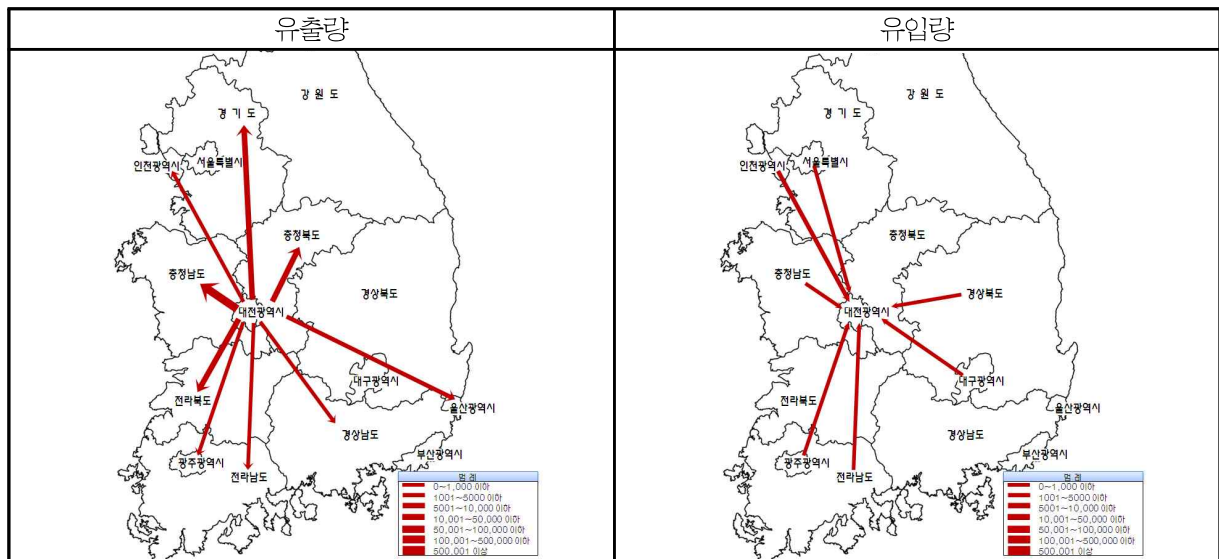 유출량
유입량
강 원 도
경 기 도
인천광역시
서울특별시
충청북도
충청남도
경상북도
대전광역시
대구광역시
전라북도
울산광역시
경상남도
부산광역시
광주광역시
전라남도
범 례
0~1,000 이하
1001~5000 이하
5001~10,000 이하
10,001~50,000 이하
50,001~100,000 이하
100,001~500,000 이하
500,001 이상
강 원 도
경 기 도
인천광역시
서울특별시
충청북도
충청남도
경상북도
대전광역시
대구광역시
전라북도
울산광역시
경상남도
부산광역시
광주광역시
전라남도
범 례
0~1,000 이하
1001~5000 이하
5001~10,000 이하
10,001~50,000 이하
50,001~100,000 이하
100,001~500,000 이하
500,001 이상